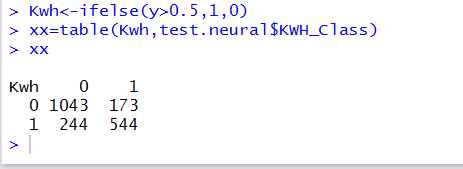 > Kwh<-ifelse(y>0.5,1,0)
> xx=table(Kwh,test.neural$KWH_Class)
> xx
Kwh 0 1
0 1043 173
1 244 544
>